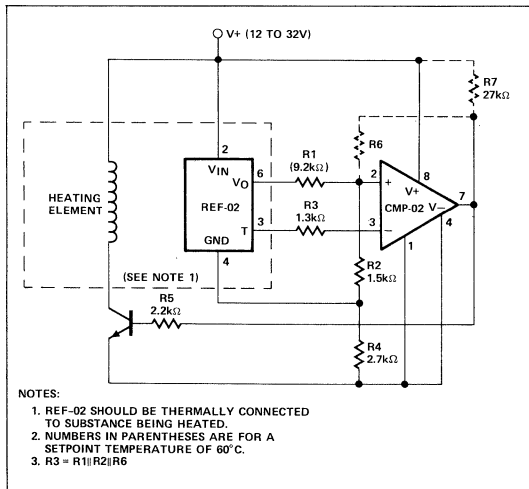 V+ (12 TO 32V)
R7
27kΩ
R6
2
VIN
VO
6
R1
(9.2kΩ)
2
+
V+
8
HEATING
ELEMENT
REF-02
CMP-02
V−
7
4
T
3
R3
1.3kΩ
3
−
1
GND
4
R2
1.5kΩ
(SEE NOTE 1)
R5
2.2kΩ
R4
2.7kΩ
NOTES:
1. REF-02 SHOULD BE THERMALLY CONNECTED
TO SUBSTANCE BEING HEATED.
2. NUMBERS IN PARENTHESES ARE FOR A
SETPOINT TEMPERATURE OF 60°C.
3. R3 = R1||R2||R6